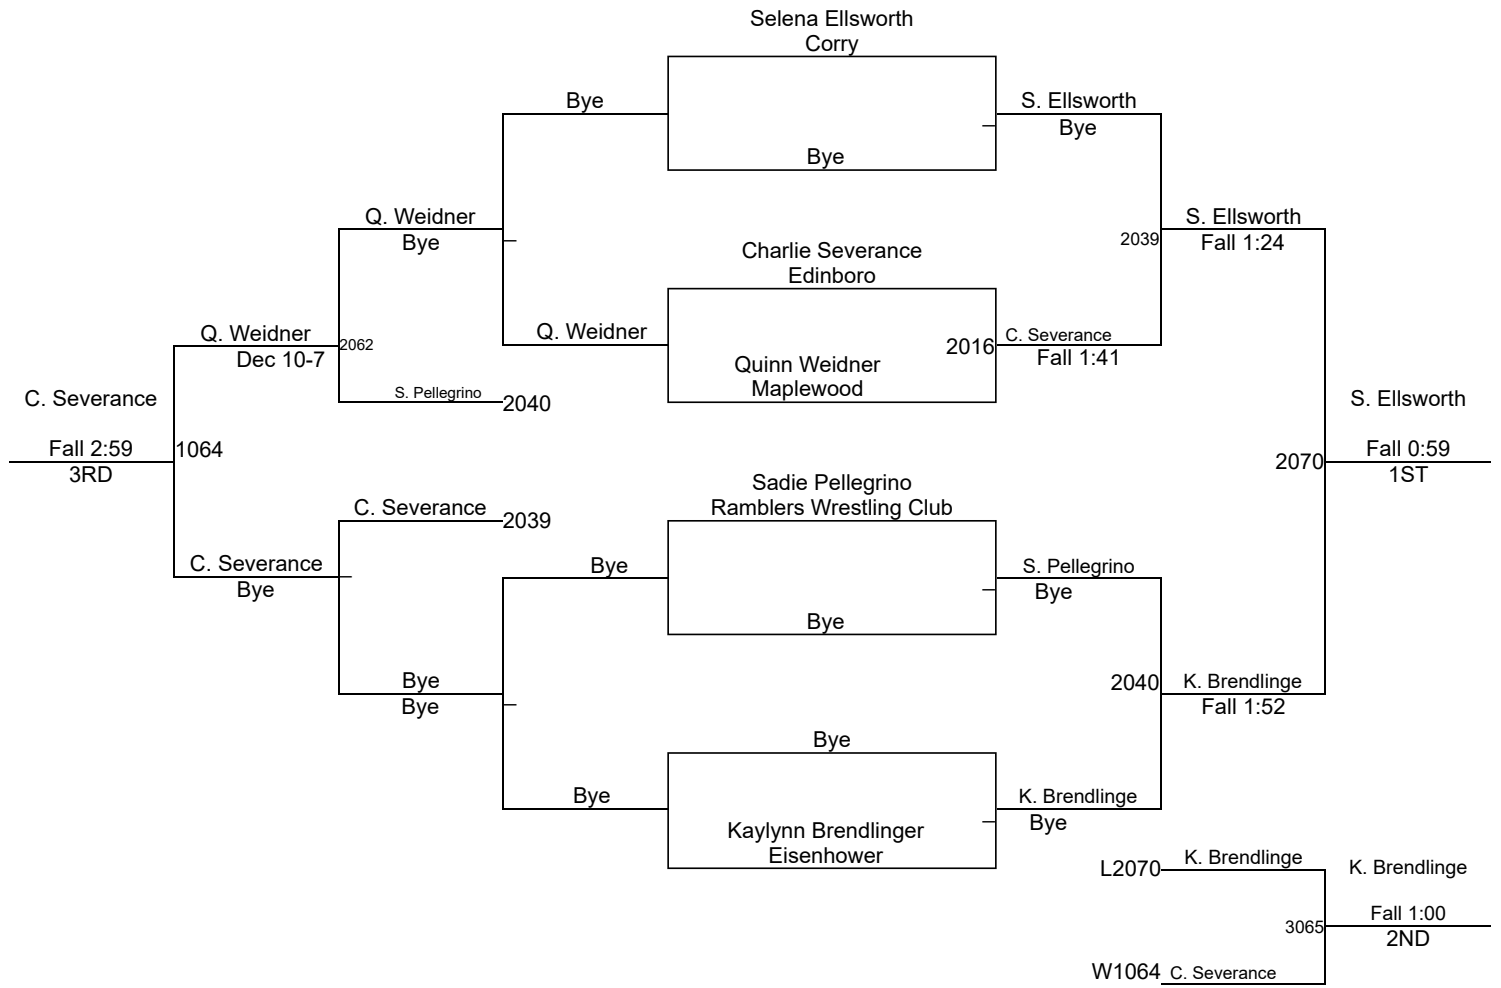 Selena Ellsworth
Corry
Bye
S. Ellsworth
Bye
Bye
Q. Weidner
Bye
S. Ellsworth
2039
Fall 1:24
Charlie Severance
Edinboro
Q. Weidner
Q. Weidner
2062
Dec 10-7
C. Severance
2016
Fall 1:41
Quinn Weidner
Maplewood
S. Pellegrino
2040
C. Severance
S. Ellsworth
Fall 2:59
1064
3RD
Fall 0:59
2070
1ST
Sadie Pellegrino
Ramblers Wrestling Club
C. Severance
2039
C. Severance
Bye
Bye
S. Pellegrino
Bye
Bye
Bye
Bye
2040
K. Brendlinge
Fall 1:52
Bye
Bye
K. Brendlinge
Bye
Kaylynn Brendlinger
Eisenhower
L2070
K. Brendlinge
K. Brendlinge
Fall 1:00
3065
2ND
W1064
C. Severance